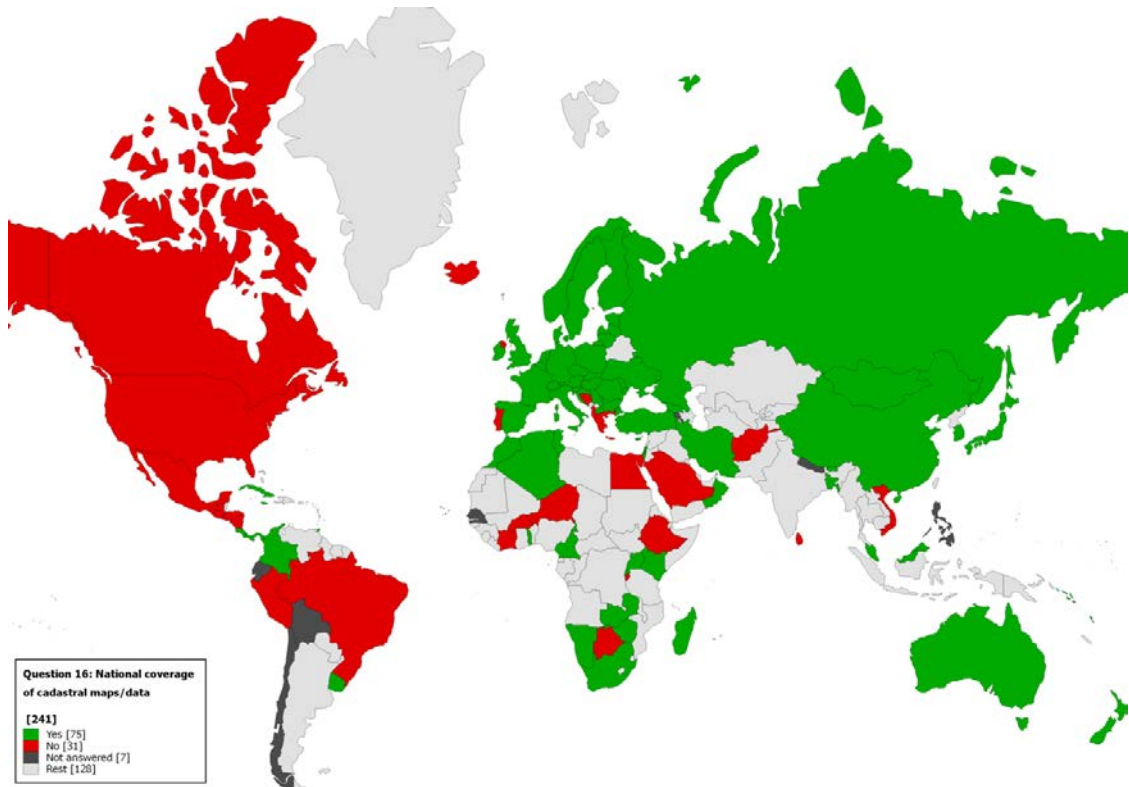 Question 16: National coverage
of cadastral maps/data
[241]
Yes [75]
No [31]
Not answered [7]
Rest [128]